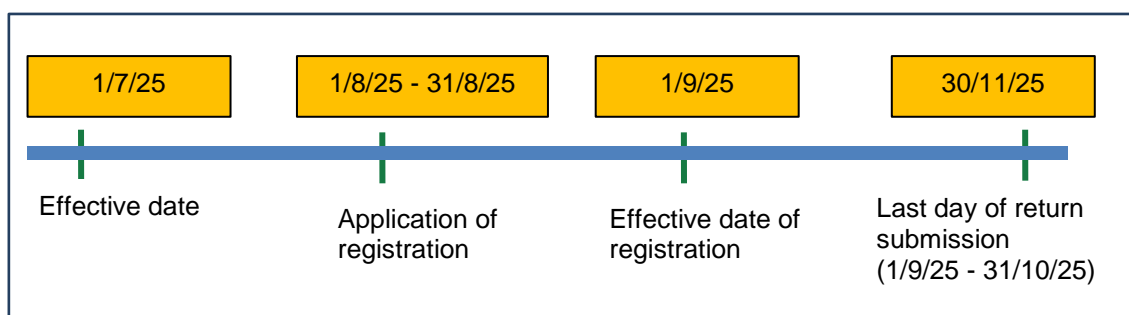 1/7/25
1/8/25 - 31/8/25
1/9/25
30/11/25
Effective date
Application of
registration
Effective date of
registration
Last day of return
submission
(1/9/25 - 31/10/25)